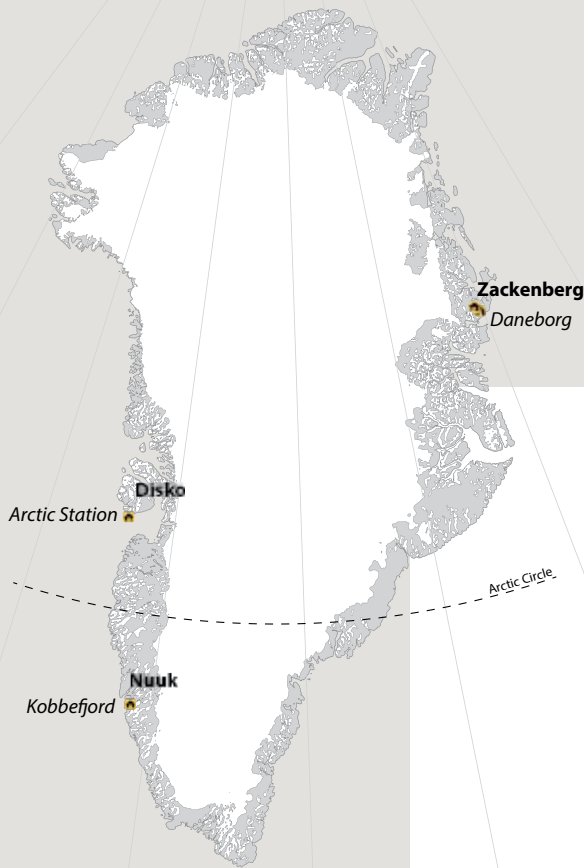 Zackenberg
Daneborg
Disko
Arctic Station
Arctic Circle
Nuuk
Kobbefjord